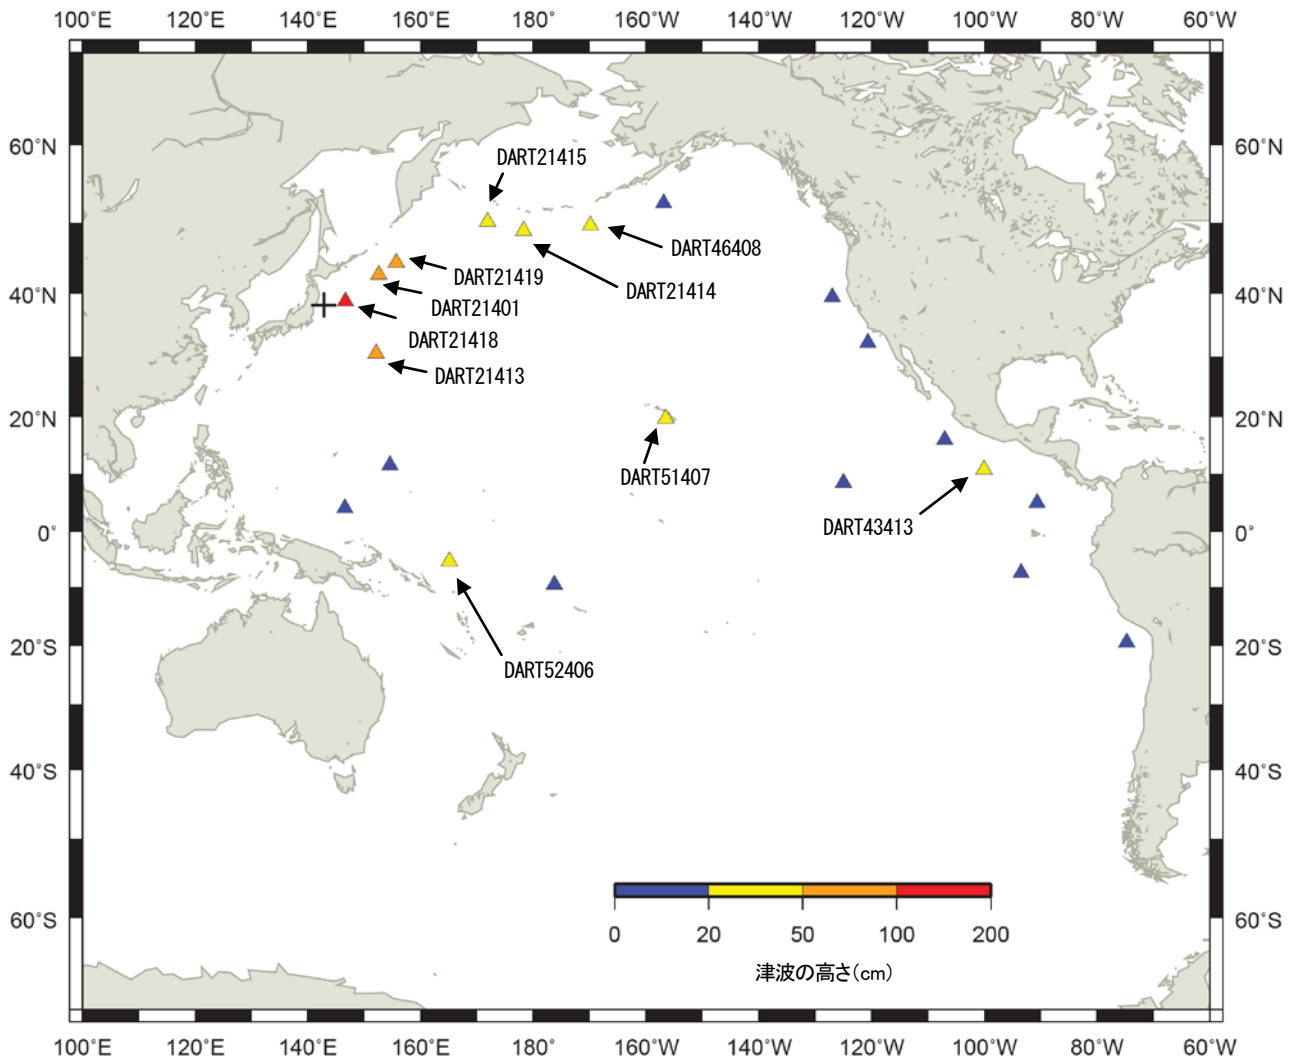 100°E 120°E 140°E 160°E 180° 160°W 140°W 120°W 100°W 80°W 60°W
60°N 60°N
DART21415
DART46408
DART21419
DART21414
40°N 40°N
DART21401
DART21418
DART21413
20°N 20°N
DART51407
DART43413
0° 0°
20°S 20°S
DART52406
40°S 40°S
60°S 60°S
0 20 50 100 200
津波の高さ(cm)
100°E 120°E 140°E 160°E 180° 160°W 140°W 120°W 100°W 80°W 60°W